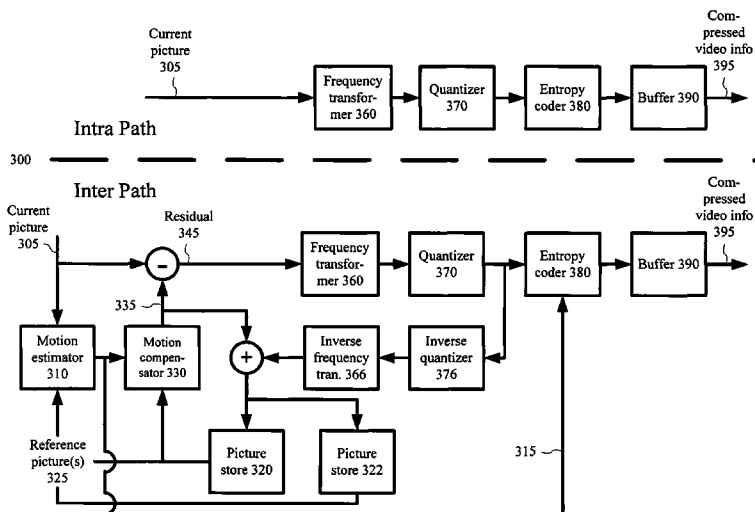 Current
picture
305
Com-
pressed
video info
395
Frequency
transfor-
mer 360
Quantizer
370
Entropy
coder 380
Buffer 390
Intra Path
300
Inter Path
Current
picture
305
Residual
345
Com-
pressed
video info
395
Frequency
transfor-
mer 360
Quantizer
370
Entropy
coder 380
Buffer 390
-
335
Motion
estimator
310
Motion
compen-
sator 330
+
Inverse
frequency
tran. 366
Inverse
quantizer
376
Reference
picture(s)
325
Picture
store 320
Picture
store 322
315